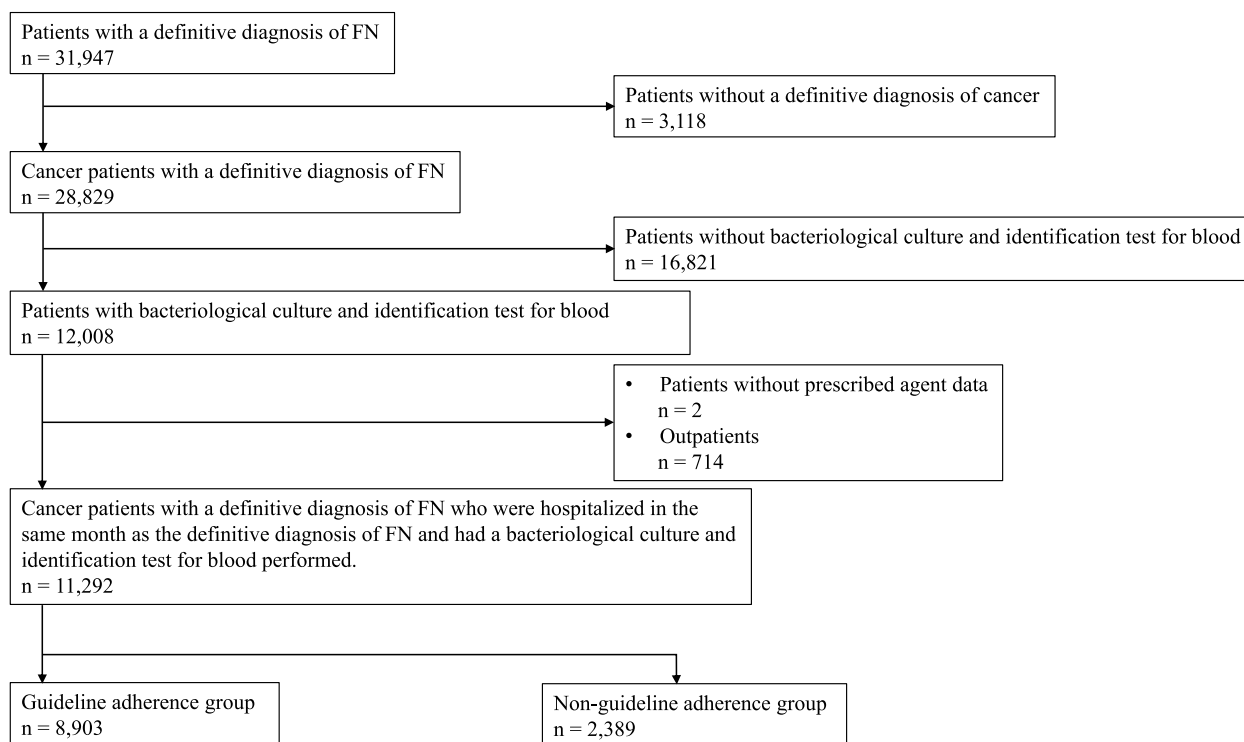 Patients with a definitive diagnosis of FN
n = 31,947
Patients without a definitive diagnosis of cancer
n = 3,118
Cancer patients with a definitive diagnosis of FN
n = 28,829
Patients without bacteriological culture and identification test for blood
n = 16,821
Patients with bacteriological culture and identification test for blood
n = 12,008
• Patients without prescribed agent data
n = 2
• Outpatients
n = 714
Cancer patients with a definitive diagnosis of FN who were hospitalized in the
same month as the definitive diagnosis of FN and had a bacteriological culture and
identification test for blood performed.
n = 11,292
Guideline adherence group
n = 8,903
Non-guideline adherence group
n = 2,389